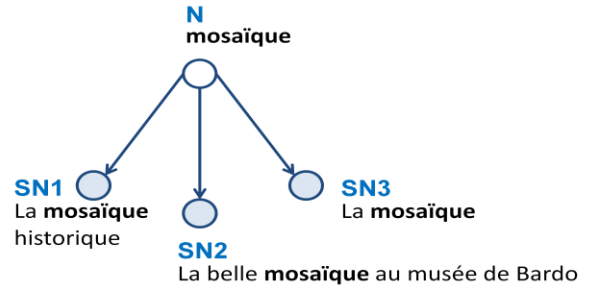 N
mosaïque
SN1
La mosaïque
historique
SN2
La belle mosaïque au musée de Bardo
SN3
La mosaïque